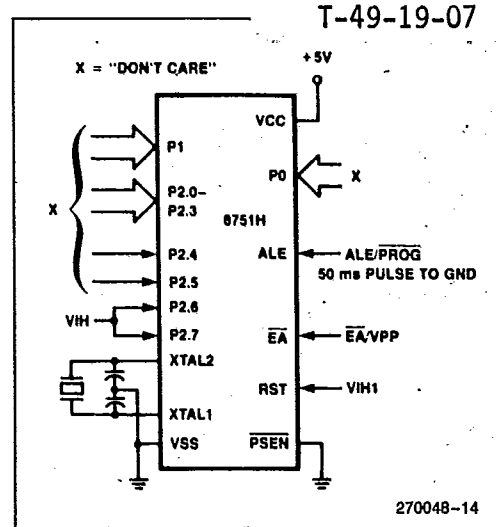 T-49-19-07
X = "DON'T CARE"
+5V
VCC
P1
P0
X
P2.0–
P2.3
X
8751H
P2.4
ALE
ALE/PROG
50 ms PULSE TO GND
P2.5
P2.6
VIH
P2.7
EA
EA/VPP
XTAL2
RST
VIH1
XTAL1
VSS
PSEN
270048–14